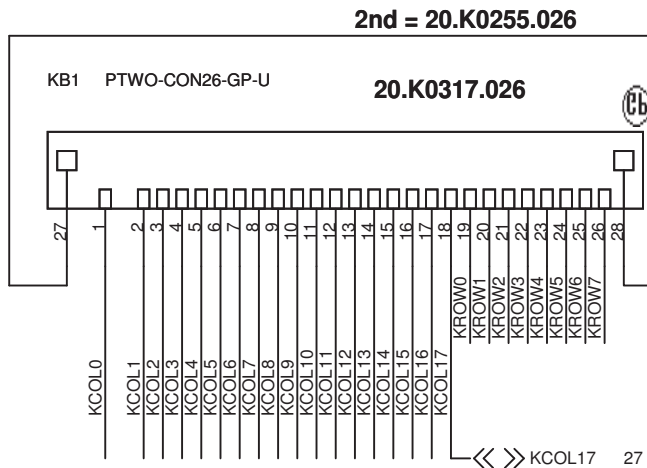 2nd = 20.K0255.026
KB1 PTWO-CON26-GP-U
20.K0317.026
27
1
2
3
4
5
6
7
8
9
10
11
12
13
14
15
16
17
18
19
20
21
22
23
24
25
26
28
KCOL0
KCOL1
KCOL2
KCOL3
KCOL4
KCOL5
KCOL6
KCOL7
KCOL8
KCOL9
KCOL10
KCOL11
KCOL12
KCOL13
KCOL14
KCOL15
KCOL16
KCOL17
KROW0
KROW1
KROW2
KROW3
KROW4
KROW5
KROW6
KROW7
KCOL17 27